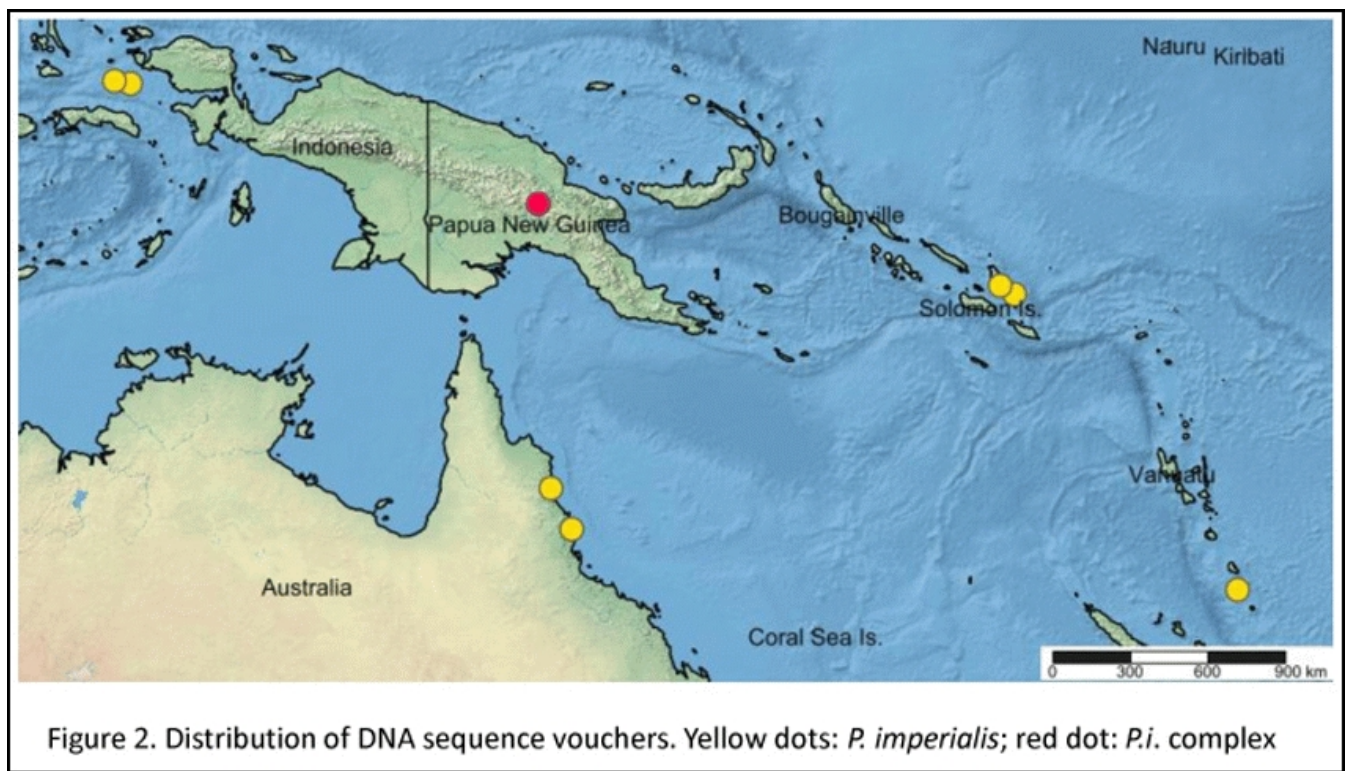 Nauru Kiribati
Indonesia
Papua New Guinea
Boughinville
Solomon Is.
Vanuatu
Australia
Coral Sea Is.
0 300 600 900 km
Figure 2. Distribution of DNA sequence vouchers. Yellow dots: P. imperialis; red dot: P.i. complex